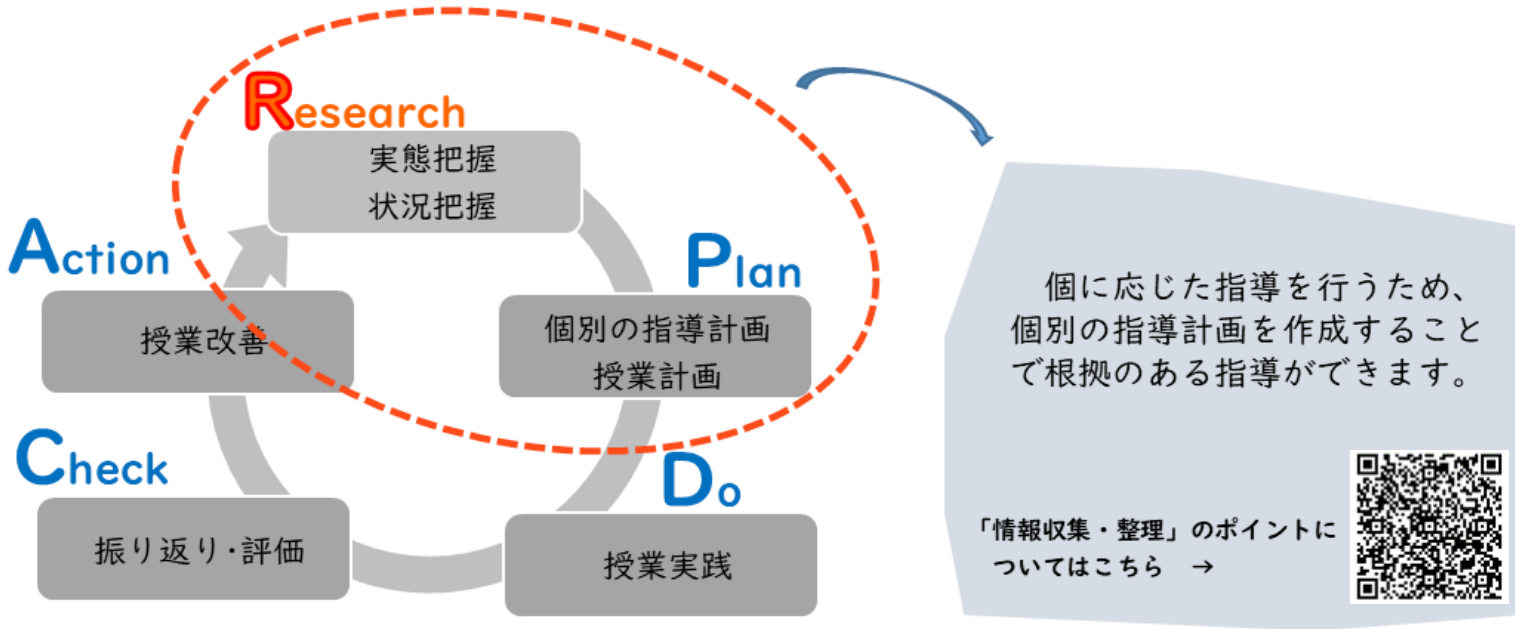 Research
実態把握
状況把握
Plan
個別の指導計画
授業計画
Do
授業実践
Check
振り返り・評価
Action
授業改善
個に応じた指導を行うため、
個別の指導計画を作成すること
で根拠のある指導ができます。
「情報収集・整理」のポイントに
ついてはこちら →